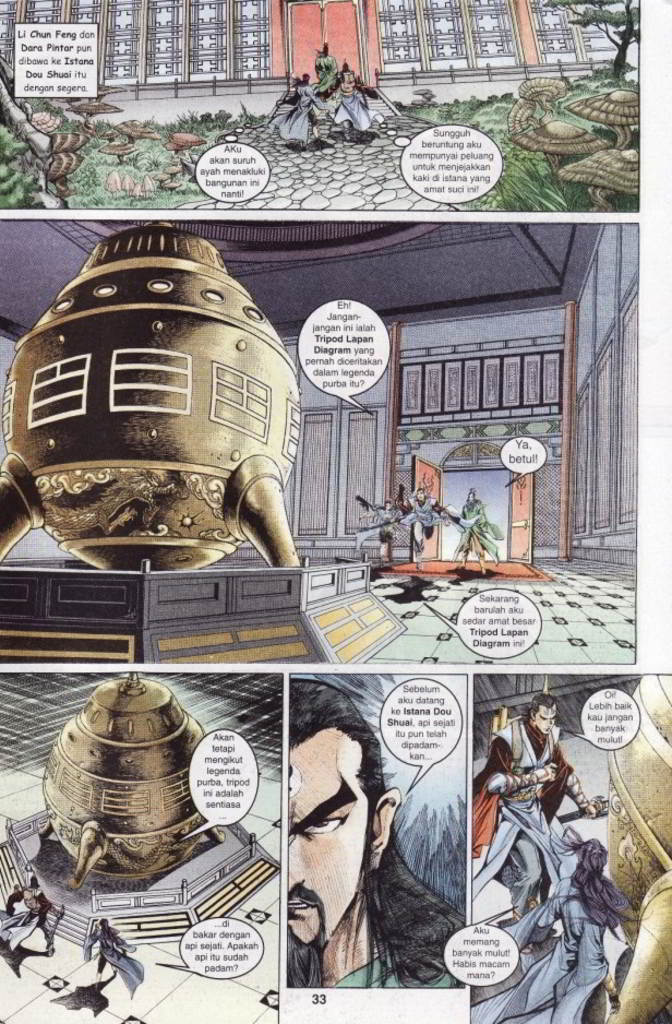 Li Chun Feng dan
Dara Pintar pun
dibawa ke Istana
Dou Shuai itu
dengan segera.
AKu
akan suruh
ayah menakluki
bangunan ini
nanti!
Sungguh
beruntung aku
mempunyai peluang
untuk menjejakkan
kaki di istana yang
amat suci ini!
Eh!
Jangan-
jangan ini ialah
Tripod Lapan
Diagram yang
pernah diceritakan
dalam legenda
purba itu?
Ya,
betul!
Sekarang
barulah aku
sedar amat besar
Tripod Lapan
Diagram ini!
Akan
tetapi
mengikut
legenda
purba, tripod
ini adalah
sentiasa
...
...di
bakar dengan
api sejati. Apakah
api itu sudah
padam?
Sebelum
aku datang
ke Istana Dou
Shuai, api sejati
itu pun telah
dipadam-
kan...
Oi!
Lebih baik
kau jangan
banyak
mulut!
Aku
memang
banyak mulut!
Habis macam
mana?
33